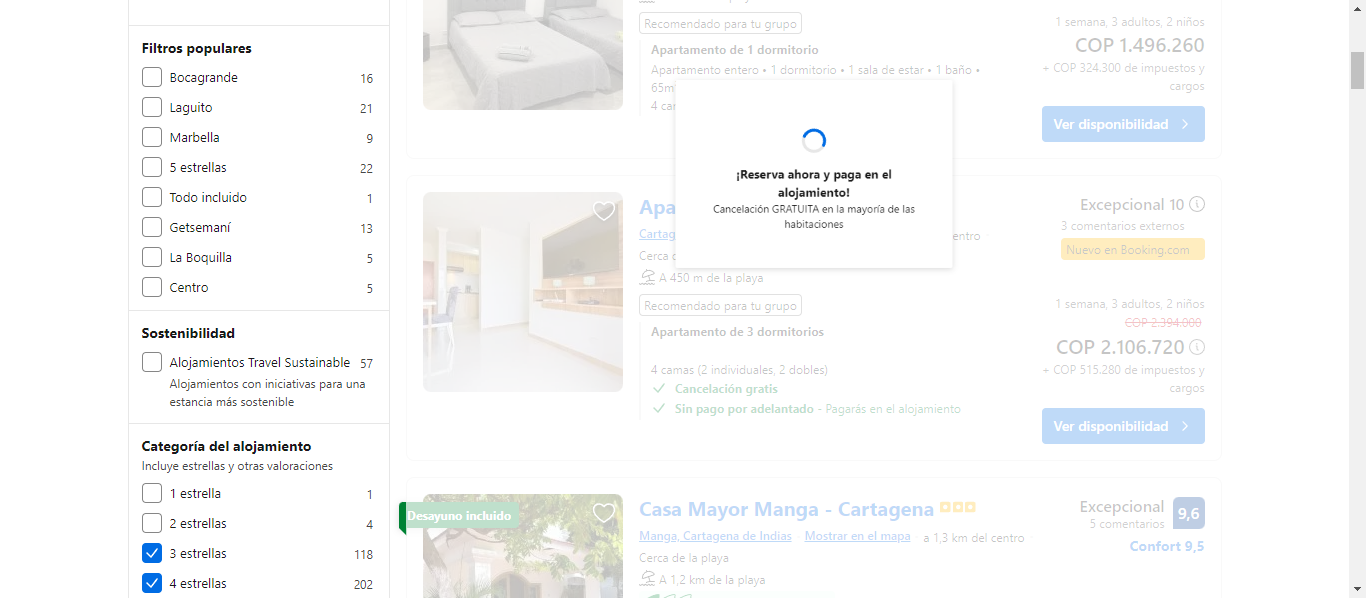 Filtros populares
Bocagrande 16
Laguito 21
Marbella 9
5 estrellas 22
Todo incluido 1
Getsemaní 13
La Boquilla 5
Centro 5
Sostenibilidad
Alojamientos Travel Sustainable 57
Alojamientos con iniciativas para una
estancia más sostenible
Categoría del alojamiento
Incluye estrellas y otras valoraciones
1 estrella 1
2 estrellas 4
3 estrellas 118
4 estrellas 202
Recomendado para tu grupo
Apartamento de 1 dormitorio
Apartamento entero • 1 dormitorio • 1 sala de estar • 1 baño •
65m
4 car
1 semana, 3 adultos, 2 niños
COP 1.496.260
+ COP 324.300 de impuestos y
cargos
Ver disponibilidad
¡Reserva ahora y paga en el
alojamiento!
Cancelación GRATUITA en la mayoría de las
habitaciones
Apa
Cartag
entro
Cerca
A 450 m de la playa
Recomendado para tu grupo
Apartamento de 3 dormitorios
4 camas (2 individuales, 2 dobles)
Cancelación gratis
Sin pago por adelantado - Pagarás en el alojamiento
Excepcional 10
3 comentarios externos
Nuevo en Booking.com
1 semana, 3 adultos, 2 niños
COP 2.394.000
COP 2.106.720
+ COP 515.280 de impuestos y
cargos
Ver disponibilidad
Desayuno incluido
Casa Mayor Manga - Cartagena
Manga, Cartagena de Indias · Mostrar en el mapa · a 1,3 km del centro
Cerca de la playa
A 1,2 km de la playa
Excepcional 9,6
5 comentarios
Confort 9,5